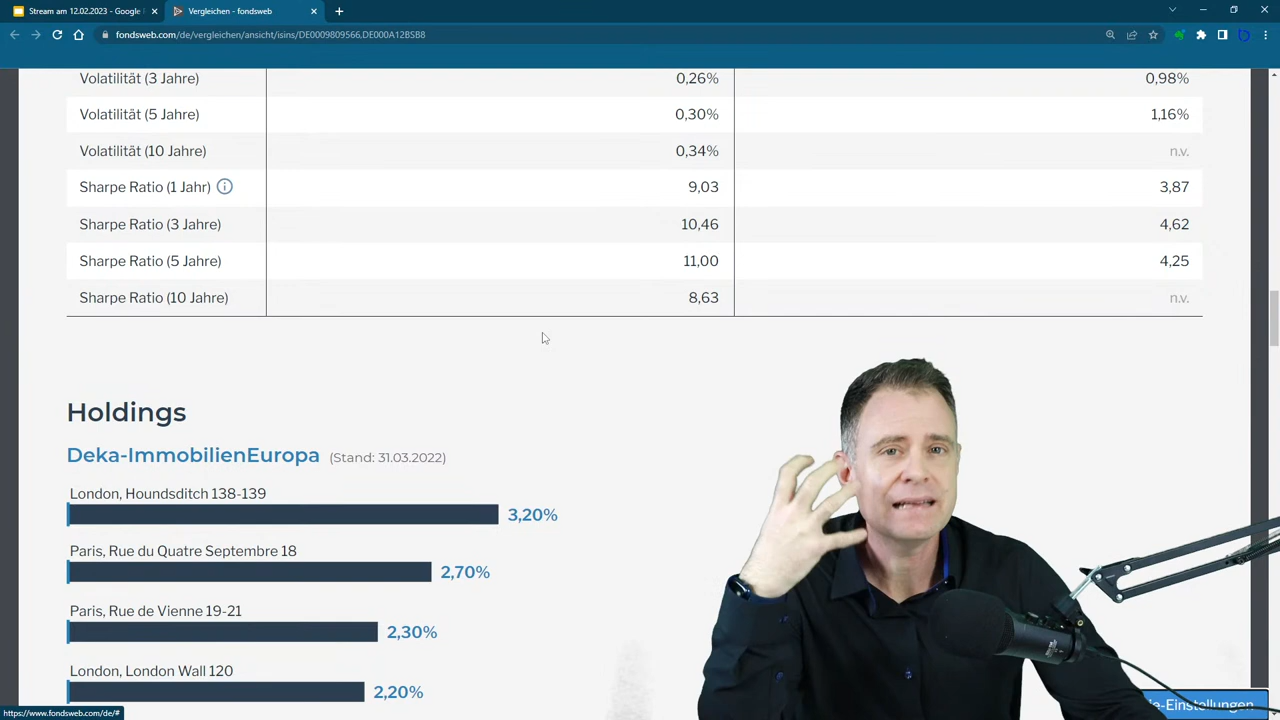 Stream am 12.02.2023 - Google
Vergleichen - fondsweb
fondsweb.com/de/vergleichen/ansicht/isins/DE0009809566,DE000A12BSB8
Volatilität (3 Jahre) 0,26% 0,98%
Volatilität (5 Jahre) 0,30% 1,16%
Volatilität (10 Jahre) 0,34% n.v.
Sharpe Ratio (1 Jahr) 9,03 3,87
Sharpe Ratio (3 Jahre) 10,46 4,62
Sharpe Ratio (5 Jahre) 11,00 4,25
Sharpe Ratio (10 Jahre) 8,63 n.v.
Holdings
Deka-ImmobilienEuropa (Stand: 31.03.2022)
London, Houndsditch 138-139
3,20%
Paris, Rue du Quatre Septembre 18
2,70%
Paris, Rue de Vienne 19-21
2,30%
London, London Wall 120
2,20%
ie-Einstellungen
https://www.fondsweb.com/de/#